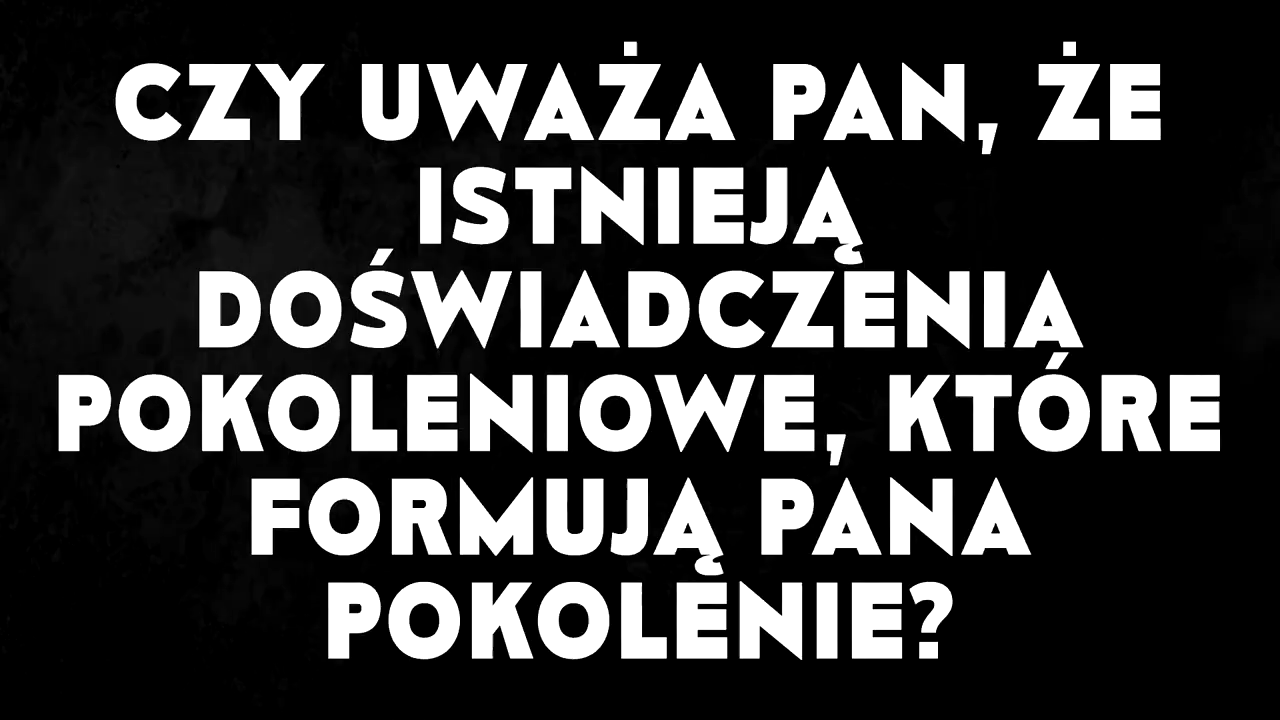 CZY UWAŻA PAN, ŻE
ISTNIEJĄ
DOŚWIADCZENIA
POKOLENIOWE, KTÓRE
FORMUJĄ PANA
POKOLENIE?